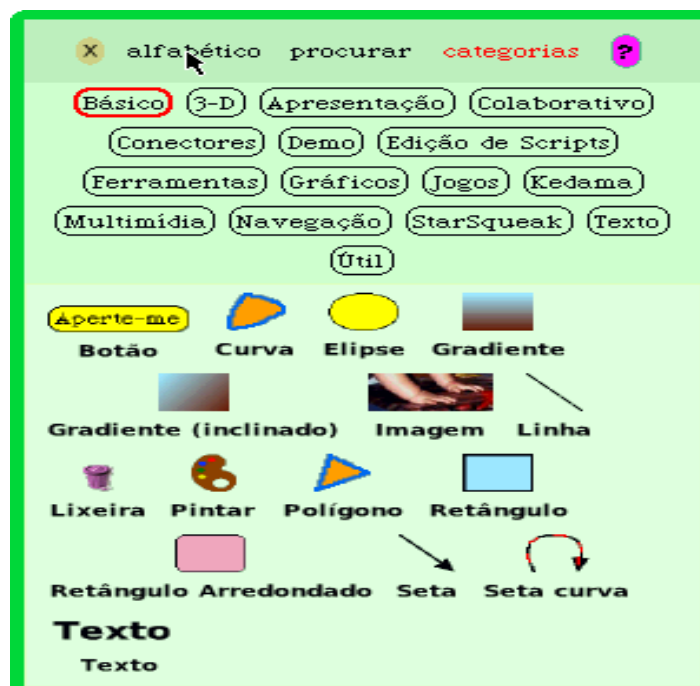 x alfabético procurar categorias ?
Básico 3-D Apresentação Colaborativo
Conectores Demo Edição de Scripts
Ferramentas Gráficos Jogos Kedama
Multimídia Navegação StarSqueak Texto
Útil
Aperte-me
Botão Curva Elipse Gradiente
Gradiente (inclinado) Imagem Linha
Lixeira Pintar Polígono Retângulo
Retângulo Arredondado Seta Seta curva
Texto
Texto